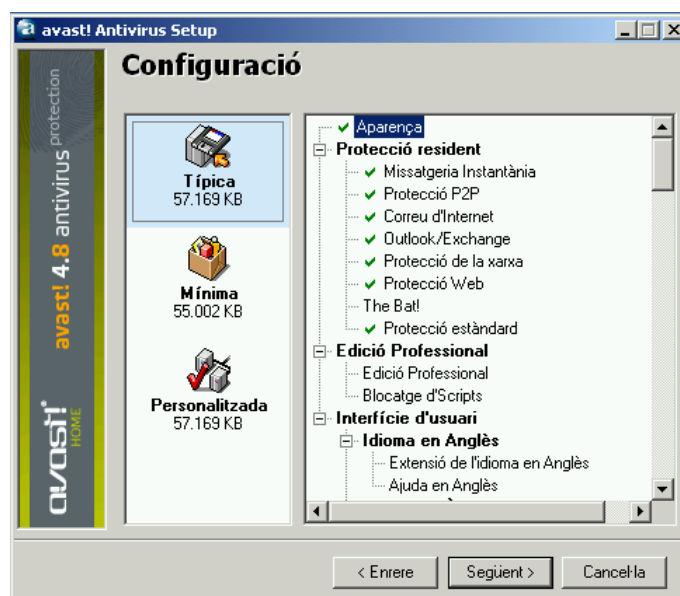 avast! Antivirus Setup
Configuració
avast! 4.8 antivirus protection
avast!
HOME
Típica
57.169 KB
Mínima
55.002 KB
Personalitzada
57.169 KB
Aparença
Protecció resident
Missatgeria Instantània
Protecció P2P
Correu d'Internet
Outlook/Exchange
Protecció de la xarxa
Protecció Web
The Bat!
Protecció estàndard
Edició Professional
Edició Professional
Blocatge d'Scripts
Interfície d'usuari
Idioma en Anglès
Extensió de l'idioma en Anglès
Ajuda en Anglès
< Enrere
Següent >
Cancel·la